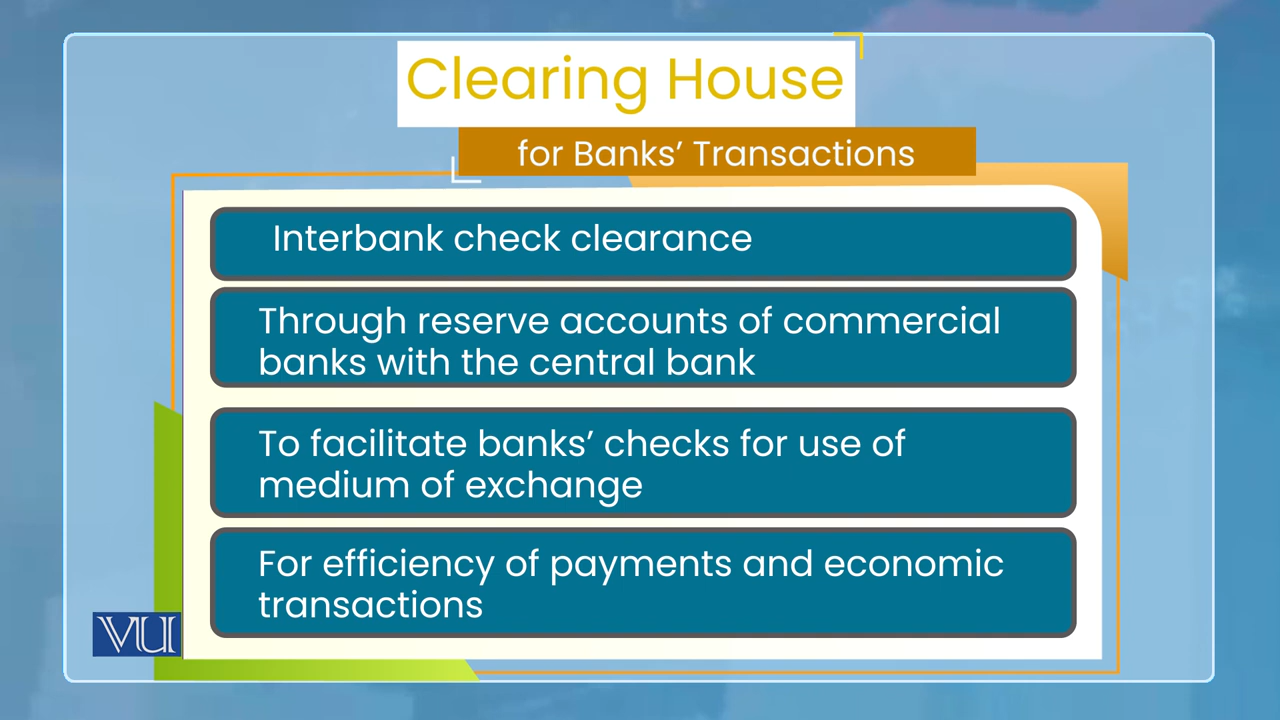 Clearing House
for Banks’ Transactions
Interbank check clearance
Through reserve accounts of commercial
banks with the central bank
To facilitate banks’ checks for use of
medium of exchange
For efficiency of payments and economic
transactions
VU